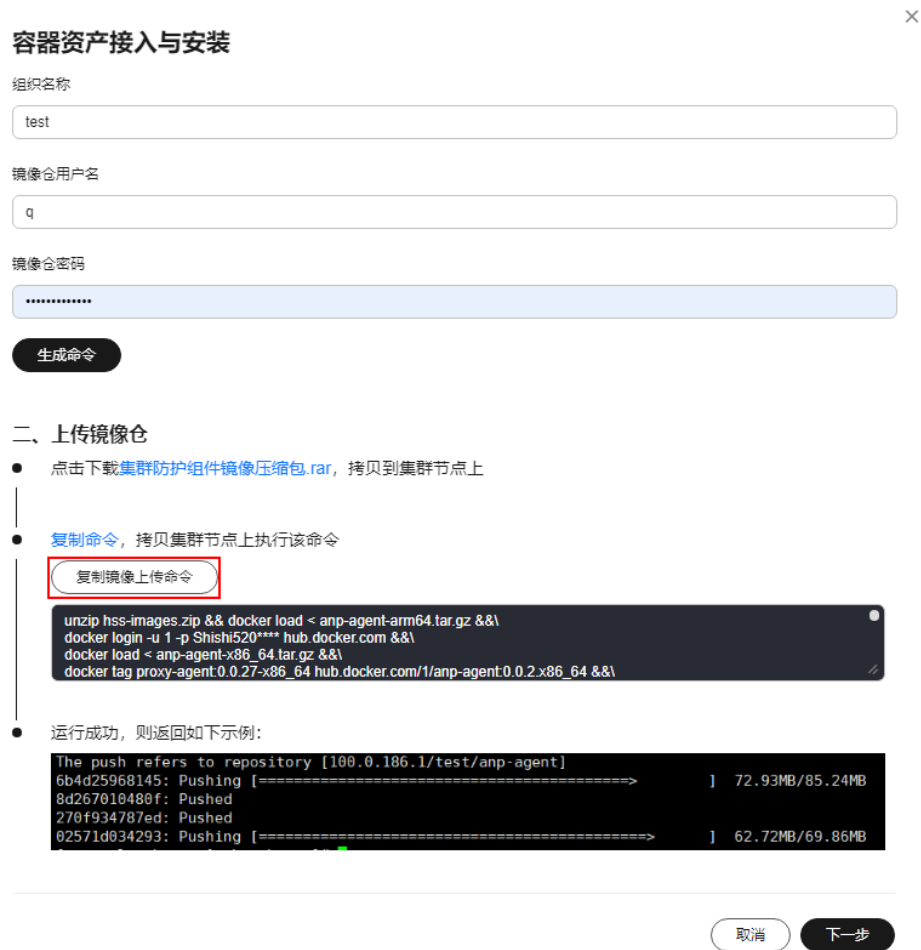 容器资产接入与安装
组织名称
test
镜像仓用户名
q
镜像仓密码
•••••••••••••
生成命令
二、上传镜像仓
点击下载集群防护组件镜像压缩包.rar，拷贝到集群节点上
复制命令，拷贝集群节点上执行该命令
复制镜像上传命令
unzip hss-images.zip && docker load < anp-agent-arm64.tar.gz &&\
docker login -u 1 -p Shishi520**** hub.docker.com &&\
docker load < anp-agent-x86_64.tar.gz &&\
docker tag proxy-agent:0.0.27-x86_64 hub.docker.com/1/anp-agent:0.0.2.x86_64 &&\
运行成功，则返回如下示例：
The push refers to repository [100.0.186.1/test/anp-agent]
6b4d25968145: Pushing [=========================================>        ]  72.93MB/85.24MB
8d267010480f: Pushed
270f934787ed: Pushed
02571d034293: Pushing [===========================================>      ]  62.72MB/69.86MB
取消
下一步